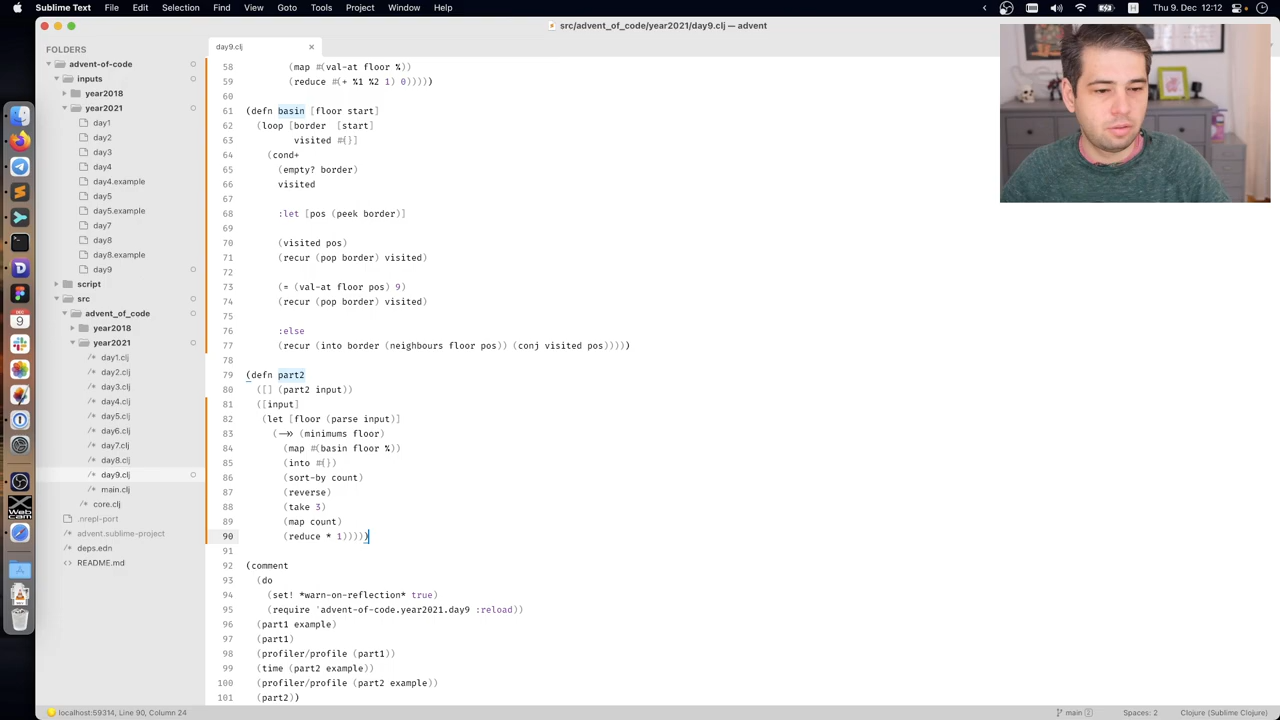 Sublime Text File Edit Selection Find View Goto Tools Project Window Help Thu, 9 Dec 12:12
src/advent_of_code/year2021/day9.clj — advent
FOLDERS
advent-of-code
inputs
year2018
year2021
day1
day2
day3
day4
day4.example
day5
day5.example
day7
day8
day8.example
day9
script
src
advent_of_code
year2018
year2021
/* day1.clj
/* day2.clj
/* day3.clj
/* day4.clj
/* day5.clj
/* day6.clj
/* day7.clj
/* day8.clj
/* day9.clj
/* main.clj
/* core.clj
.nrepl-port
advent.sublime-project
deps.edn
<> README.md
day9.clj ×
58 (map #(val-at floor %))
59 (reduce #(+ %1 %2 1) 0))))
60
61 (defn basin [floor start]
62 (loop [border [start]
63 visited #{}]
64 (cond+
65 (empty? border)
66 visited
67
68 :let [pos (peek border)]
69
70 (visited pos)
71 (recur (pop border) visited)
72
73 (= (val-at floor pos) 9)
74 (recur (pop border) visited)
75
76 :else
77 (recur (into border (neighbours floor pos)) (conj visited pos)))))
78
79 (defn part2
80 ([] (part2 input))
81 ([input]
82 (let [floor (parse input)]
83 (->> (minimums floor)
84 (map #(basin floor %))
85 (into #{})
86 (sort-by count)
87 (reverse)
88 (take 3)
89 (map count)
90 (reduce * 1)))))
91
92 (comment
93 (do
94 (set! *warn-on-reflection* true)
95 (require 'advent-of-code.year2021.day9 :reload))
96 (part1 example)
97 (part1)
98 (profiler/profile (part1))
99 (time (part2 example))
100 (profiler/profile (part2 example))
101 (part2))
localhost:59314, Line 90, Column 24 main 2 Spaces: 2 Clojure (Sublime Clojure)